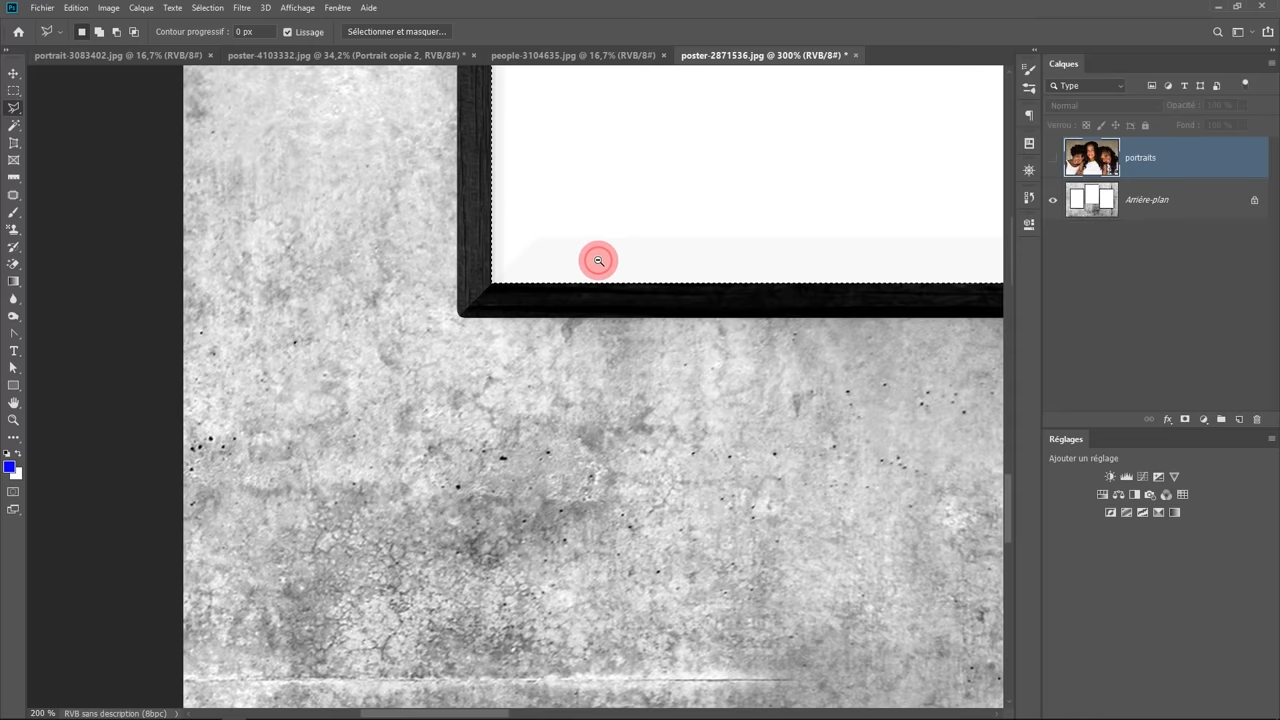 Ps Fichier Edition Image Calque Texte Sélection Filtre 3D Affichage Fenêtre Aide
Contour progressif : 0 px Lissage Sélectionner et masquer...
portrait-3083402.jpg @ 16,7% (RVB/8#) × poster-4103332.jpg @ 34,2% (Portrait copie 2, RVB/8#) * × people-3104635.jpg @ 16,7% (RVB/8#) × poster-2871536.jpg @ 300% (RVB/8#) * ×
Calques
Type
Normal Opacité : 100 %
Verrou : Fond : 100 %
portraits
Arrière-plan
Réglages
Ajouter un réglage
200 % RVB sans description (8bpc)